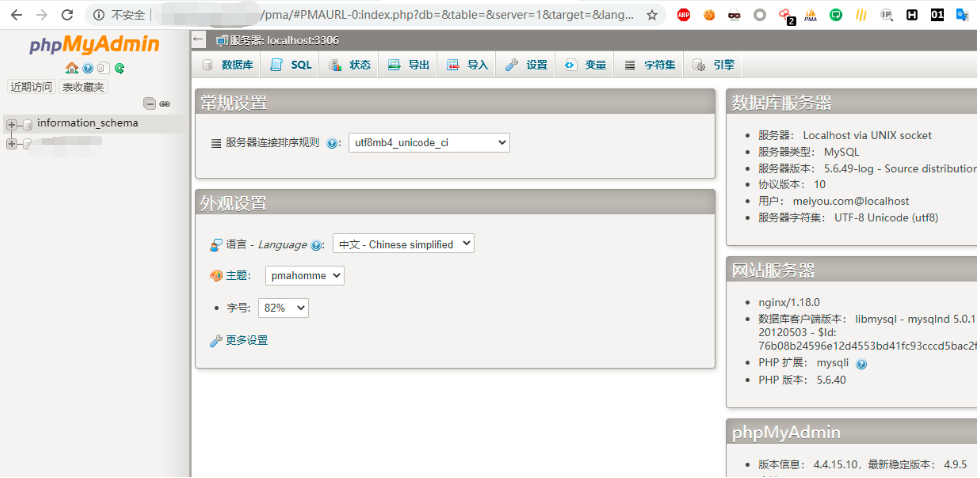 不安全
/pma/#PMAURL-0:index.php?db=&table=&server=1&target=&lang...
ABP
2
PMA
IP
H
01
phpMyAdmin
近期访问 表收藏夹
information_schema
服务器: localhost:3306
数据库 SQL 状态 导出 导入 设置 变量 字符集 引擎
常规设置
服务器连接排序规则 : utf8mb4_unicode_ci
外观设置
语言 - Language : 中文 - Chinese simplified
主题: pmahomme
字号: 82%
更多设置
数据库服务器
服务器: Localhost via UNIX socket
服务器类型: MySQL
服务器版本: 5.6.49-log - Source distribution
协议版本: 10
用户: meiyou.com@localhost
服务器字符集: UTF-8 Unicode (utf8)
网站服务器
nginx/1.18.0
数据库客户端版本: libmysql - mysqlnd 5.0.1
20120503 - $Id:
76b08b24596e12d4553bd41fc93cccd5bac2f
PHP 扩展: mysqli
PHP 版本: 5.6.40
phpMyAdmin
版本信息: 4.4.15.10, 最新稳定版本: 4.9.5